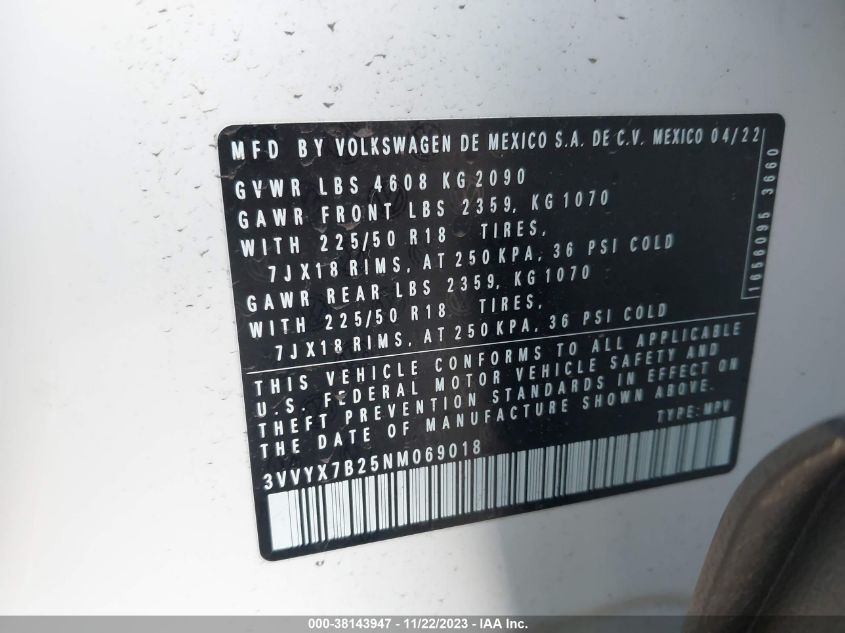 MFD BY VOLKSWAGEN DE MEXICO S.A. DE C.V. MEXICO 04/22
GVWR LBS 4608 KG 2090
GAWR FRONT LBS 2359, KG 1070
WITH 225/50 R18 TIRES,
7JX18 RIMS, AT 250 KPA, 36 PSI COLD
GAWR REAR LBS 2359, KG 1070
WITH 225/50 R18, TIRES,
7JX18 RIMS, AT 250 KPA, 36 PSI COLD
1656095 3660
THIS VEHICLE CONFORMS TO ALL APPLICABLE
U.S. FEDERAL MOTOR VEHICLE SAFETY AND
THEFT PREVENTION STANDARDS IN EFFECT ON
THE DATE OF MANUFACTURE SHOWN ABOVE.
TYPE: MPV
3VVYX7B25NM069018
000-38143947 - 11/22/2023 - IAAI Inc.